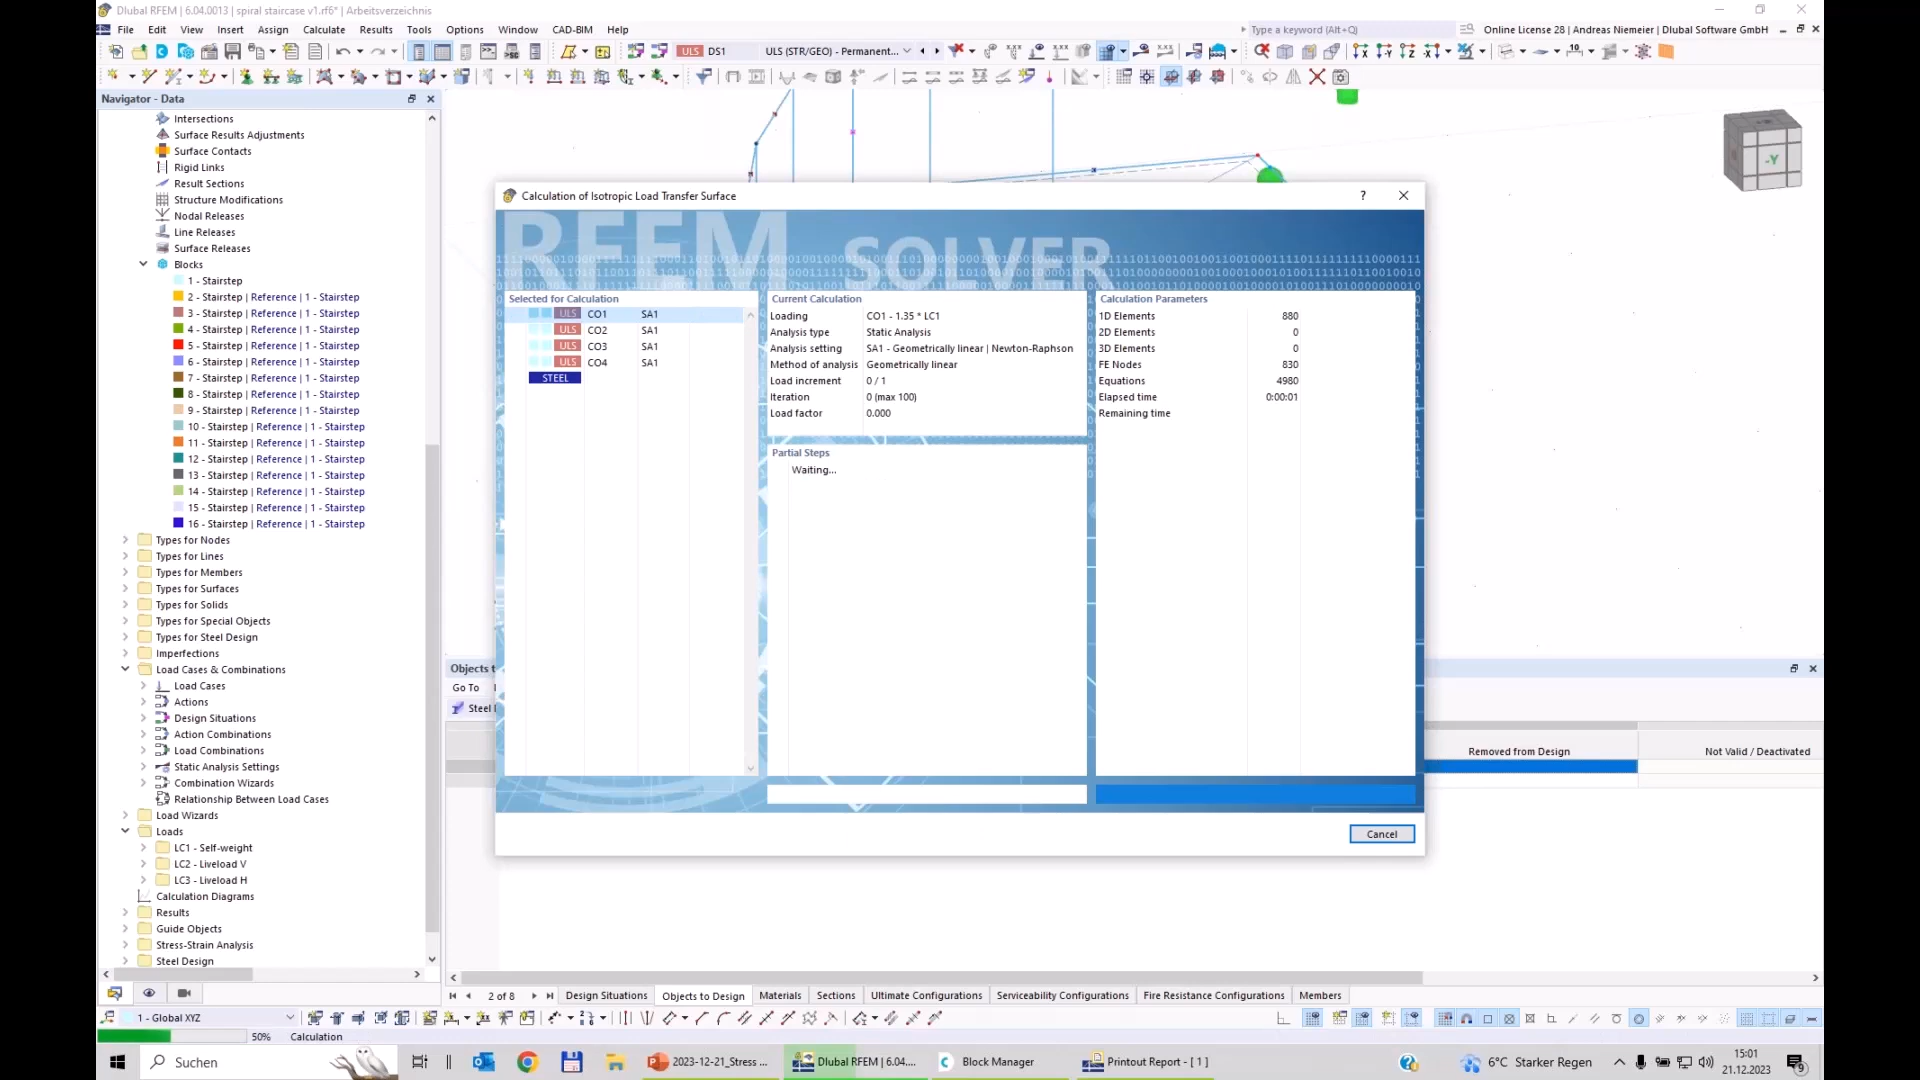 Dlubal RFEM | 6.04.0013 | spiral staircase v1.rf6* | Arbeitsverzeichnis
File Edit View Insert Assign Calculate Results Tools Options Window CAD-BIM Help
Type a keyword (Alt+Q)
Online License 28 | Andreas Niemeier | Dlubal Software GmbH
ULS DS1 ULS (STR/GEO) - Permanent...
Navigator - Data
Intersections
Surface Results Adjustments
Surface Contacts
Rigid Links
Result Sections
Structure Modifications
Nodal Releases
Line Releases
Surface Releases
Blocks
1 - Stairstep
2 - Stairstep | Reference | 1 - Stairstep
3 - Stairstep | Reference | 1 - Stairstep
4 - Stairstep | Reference | 1 - Stairstep
5 - Stairstep | Reference | 1 - Stairstep
6 - Stairstep | Reference | 1 - Stairstep
7 - Stairstep | Reference | 1 - Stairstep
8 - Stairstep | Reference | 1 - Stairstep
9 - Stairstep | Reference | 1 - Stairstep
10 - Stairstep | Reference | 1 - Stairstep
11 - Stairstep | Reference | 1 - Stairstep
12 - Stairstep | Reference | 1 - Stairstep
13 - Stairstep | Reference | 1 - Stairstep
14 - Stairstep | Reference | 1 - Stairstep
15 - Stairstep | Reference | 1 - Stairstep
16 - Stairstep | Reference | 1 - Stairstep
Types for Nodes
Types for Lines
Types for Members
Types for Surfaces
Types for Solids
Types for Special Objects
Types for Steel Design
Imperfections
Load Cases & Combinations
Load Cases
Actions
Design Situations
Action Combinations
Load Combinations
Static Analysis Settings
Combination Wizards
Relationship Between Load Cases
Load Wizards
Loads
LC1 - Self-weight
LC2 - Liveload V
LC3 - Liveload H
Calculation Diagrams
Results
Guide Objects
Stress-Strain Analysis
Steel Design
-Y
Calculation of Isotropic Load Transfer Surface
?
RFEM SOLVER
Selected for Calculation
ULS CO1 SA1
ULS CO2 SA1
ULS CO3 SA1
ULS CO4 SA1
STEEL
Current Calculation
Loading CO1 - 1.35 * LC1
Analysis type Static Analysis
Analysis setting SA1 - Geometrically linear | Newton-Raphson
Method of analysis Geometrically linear
Load increment 0 / 1
Iteration 0 (max 100)
Load factor 0.000
Partial Steps
Waiting...
Calculation Parameters
1D Elements 880
2D Elements 0
3D Elements 0
FE Nodes 830
Equations 4980
Elapsed time 0:00:01
Remaining time
Cancel
Objects t
Go To
Steel
Removed from Design Not Valid / Deactivated
2 of 8 Design Situations Objects to Design Materials Sections Ultimate Configurations Serviceability Configurations Fire Resistance Configurations Members
1 - Global XYZ
50% Calculation
Suchen
2023-12-21_Stress ...
Dlubal RFEM | 6.04....
Block Manager
Printout Report - [ 1 ]
6°C Starker Regen
15:01
21.12.2023